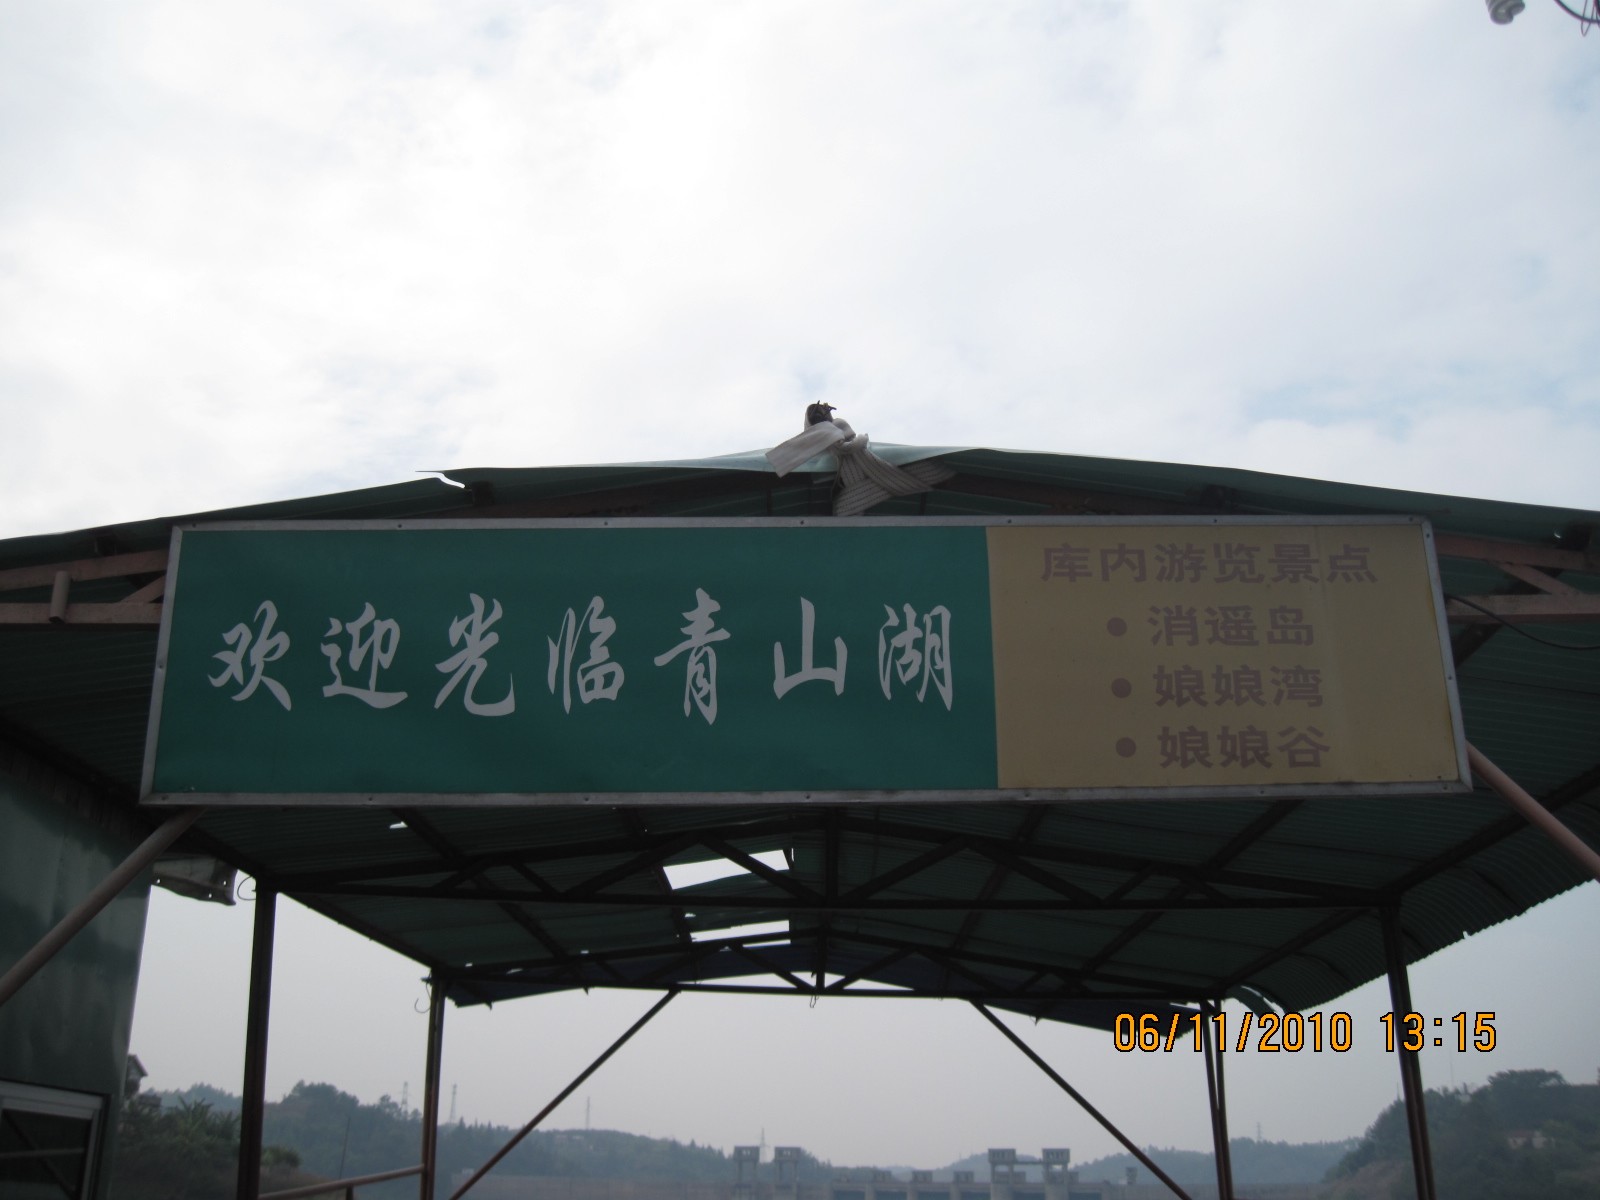 欢迎光临青山湖
库内游览景点
• 消遥岛
• 娘娘湾
• 娘娘谷
06/11/2010 13:15